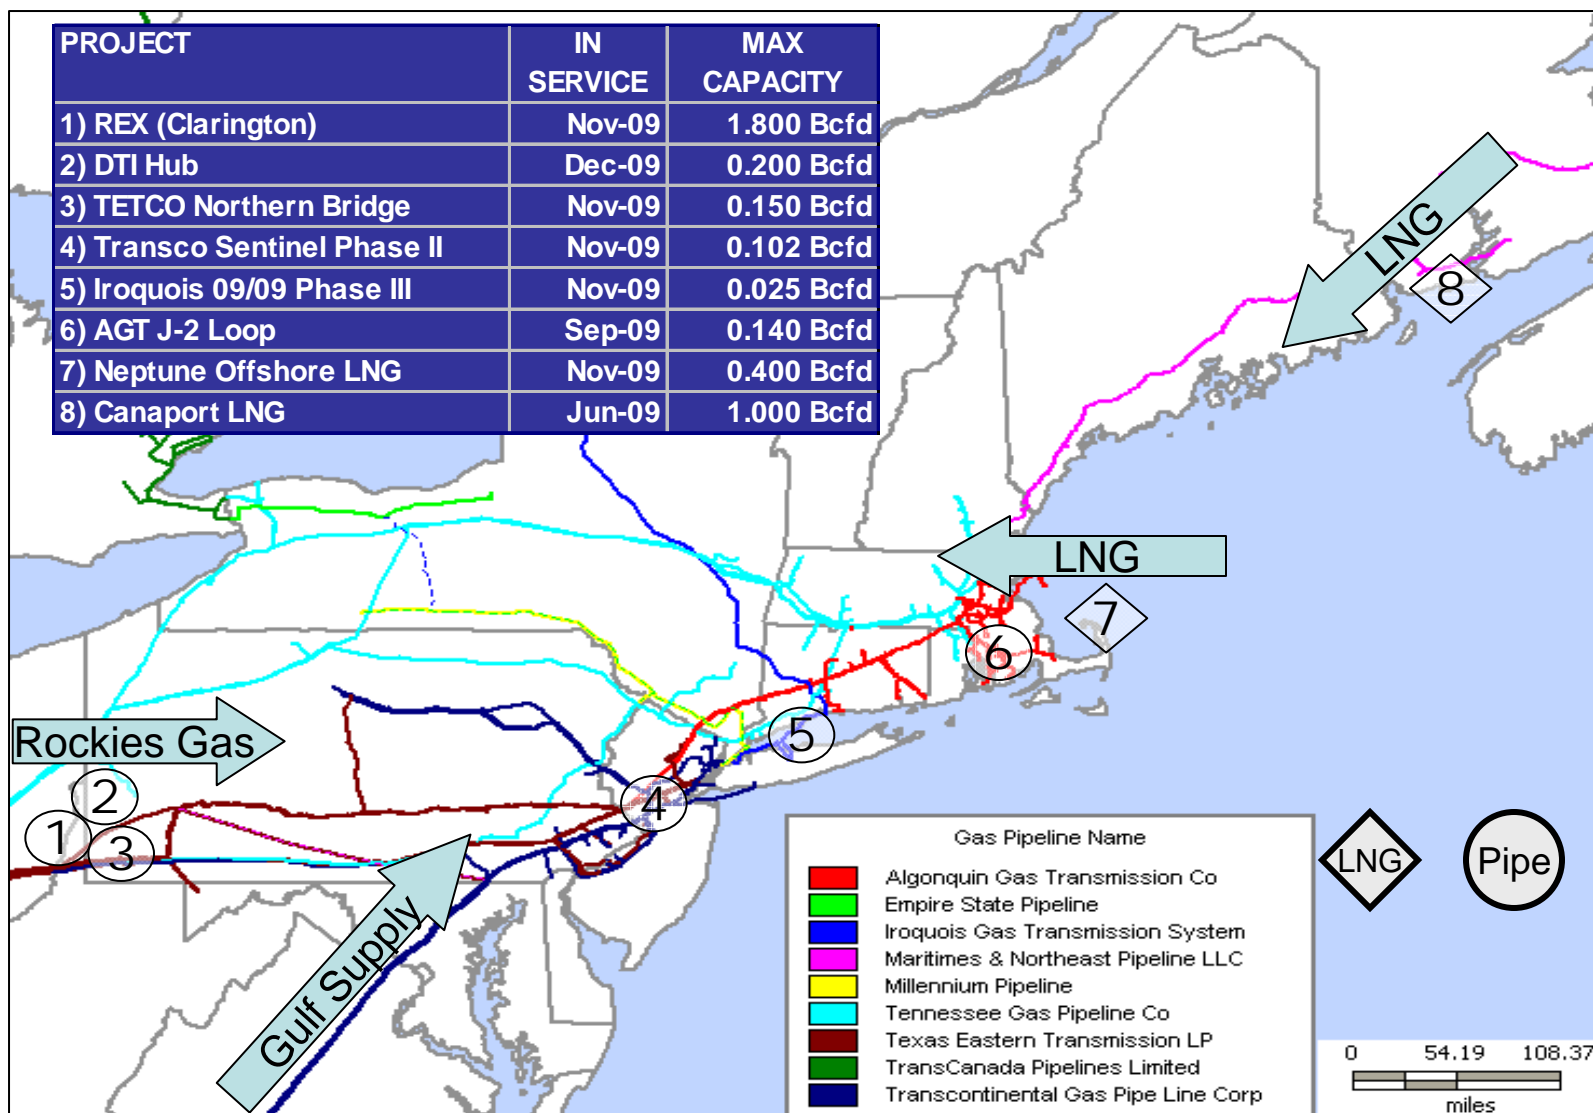 PROJECT IN SERVICE MAX CAPACITY
1) REX (Clarington) Nov-09 1.800 Bcfd
2) DTI Hub Dec-09 0.200 Bcfd
3) TETCO Northern Bridge Nov-09 0.150 Bcfd
4) Transco Sentinel Phase II Nov-09 0.102 Bcfd
5) Iroquois 09/09 Phase III Nov-09 0.025 Bcfd
6) AGT J-2 Loop Sep-09 0.140 Bcfd
7) Neptune Offshore LNG Nov-09 0.400 Bcfd
8) Canaport LNG Jun-09 1.000 Bcfd
LNG
8
LNG
7
6
5
Rockies Gas
2
4
1
3
Gulf Supply
Gas Pipeline Name
Algonquin Gas Transmission Co
Empire State Pipeline
Iroquois Gas Transmission System
Maritimes & Northeast Pipeline LLC
Millennium Pipeline
Tennessee Gas Pipeline Co
Texas Eastern Transmission LP
TransCanada Pipelines Limited
Transcontinental Gas Pipe Line Corp
LNG
Pipe
0 54.19 108.37
miles